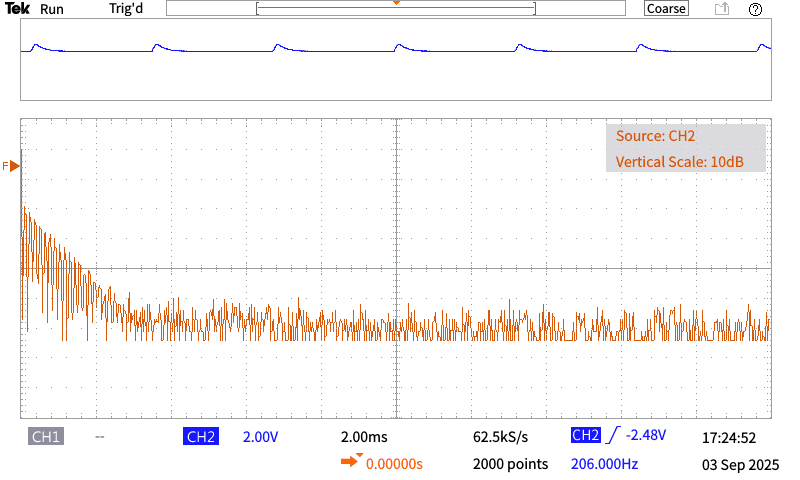 Tek Run Trig'd Coarse
Source: CH2
Vertical Scale: 10dB
F
CH1 -- CH2 2.00V 2.00ms 62.5kS/s CH2 -2.48V 17:24:52
0.00000s 2000 points 206.000Hz 03 Sep 2025